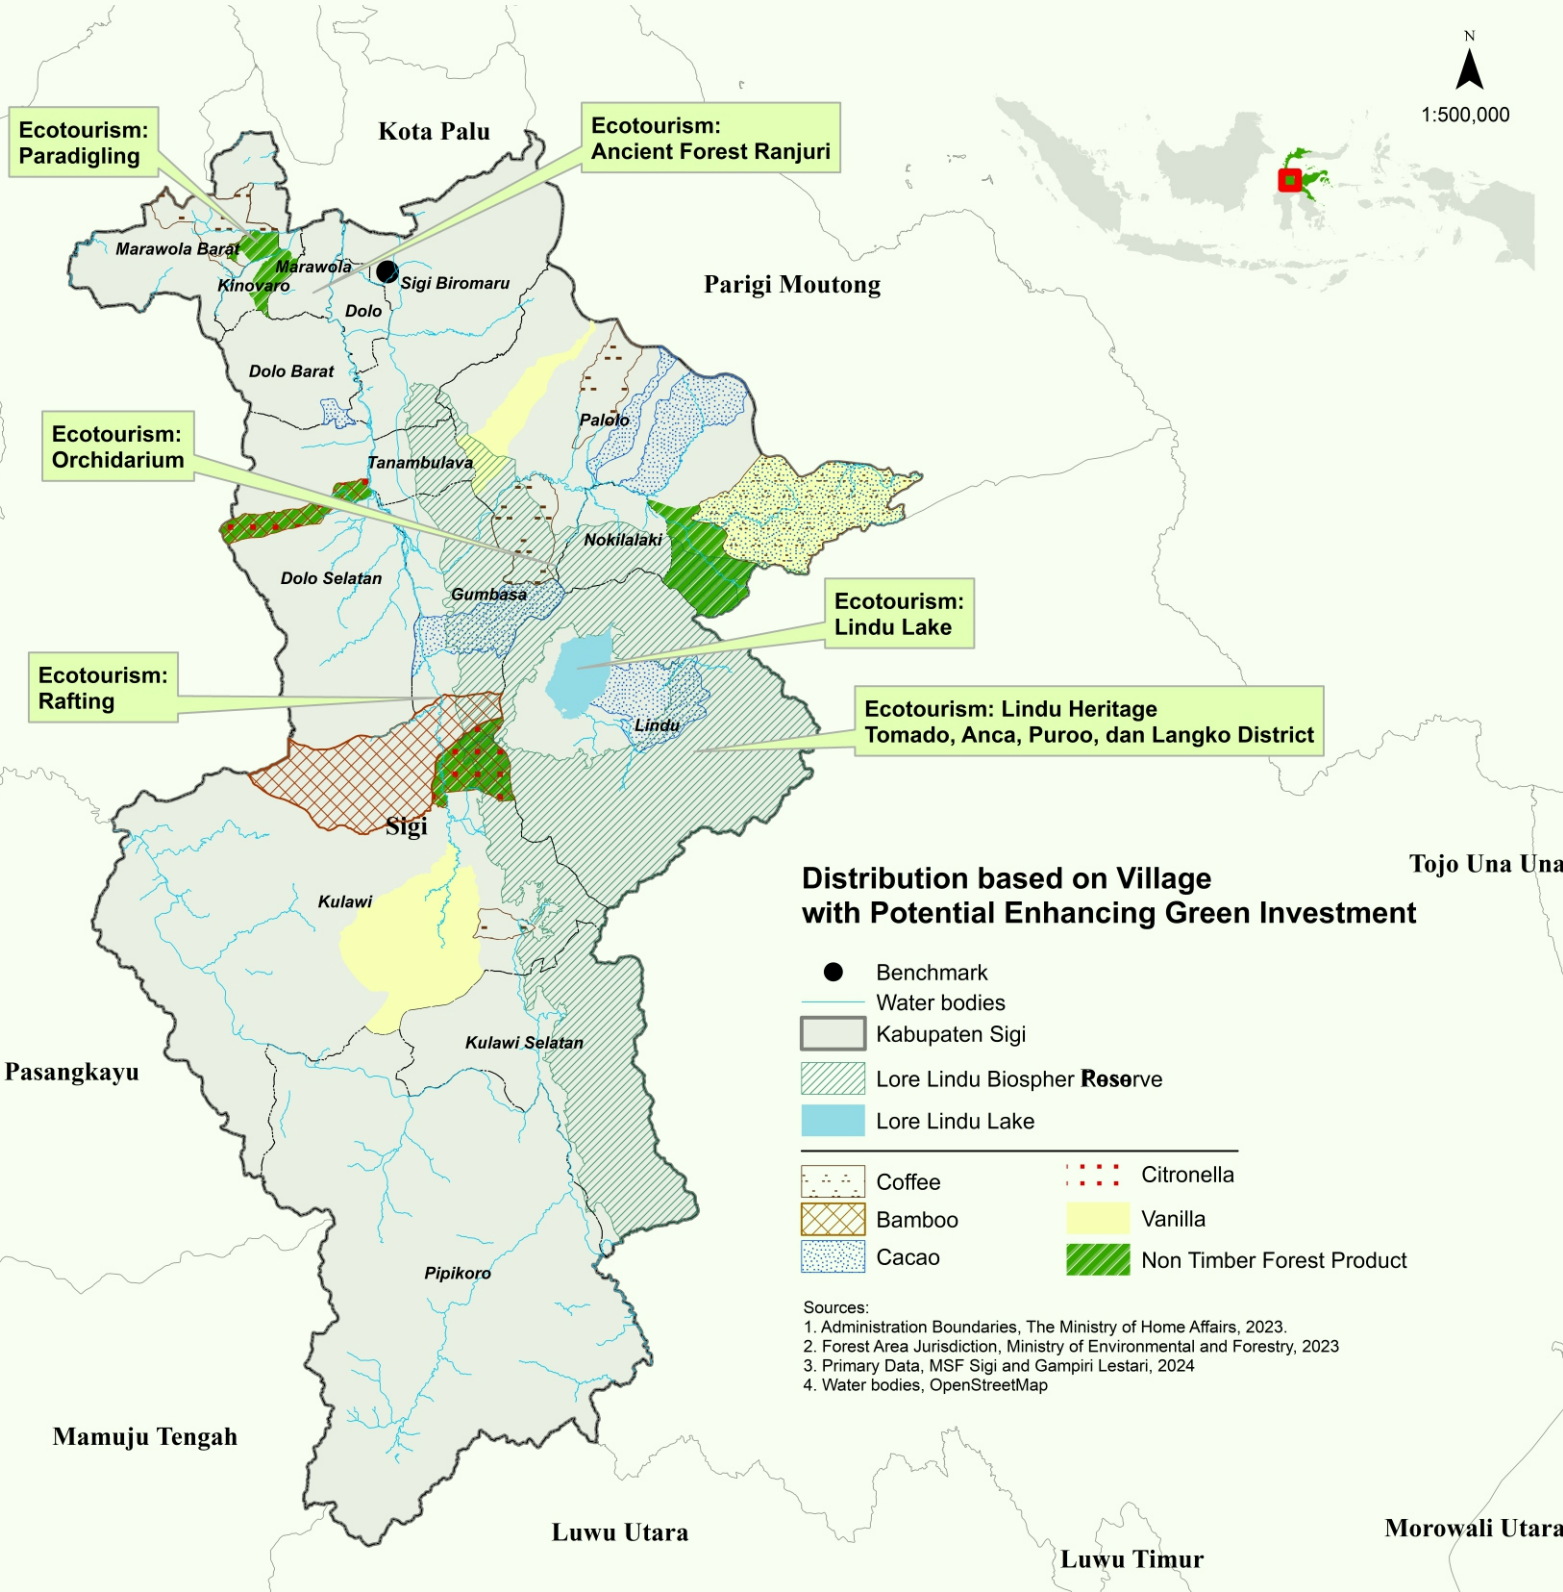 N
1:500,000
Kota Palu
Ecotourism:
Paradigling
Ecotourism:
Ancient Forest Ranjuri
Marawola Barat
Marawola
Kinovaro
Sigi Biromaru
Dolo
Parigi Moutong
Dolo Barat
Palolo
Ecotourism:
Orchidarium
Tanambulava
Nokilalaki
Dolo Selatan
Gumbasa
Ecotourism:
Lindu Lake
Ecotourism:
Rafting
Lindu
Ecotourism: Lindu Heritage
Tomado, Anca, Puroo, dan Langko District
Sigi
Tojo Una Una
Kulawi
Kulawi Selatan
Pasangkayu
Pipikoro
Mamuju Tengah
Luwu Utara
Luwu Timur
Morowali Utara
Distribution based on Village
with Potential Enhancing Green Investment
Benchmark
Water bodies
Kabupaten Sigi
Lore Lindu Biospher Reserve
Poso
Lore Lindu Lake
Coffee
Bamboo
Cacao
Citronella
Vanilla
Non Timber Forest Product
Sources:
1. Administration Boundaries, The Ministry of Home Affairs, 2023.
2. Forest Area Jurisdiction, Ministry of Environmental and Forestry, 2023
3. Primary Data, MSF Sigi and Gampiri Lestari, 2024
4. Water bodies, OpenStreetMap